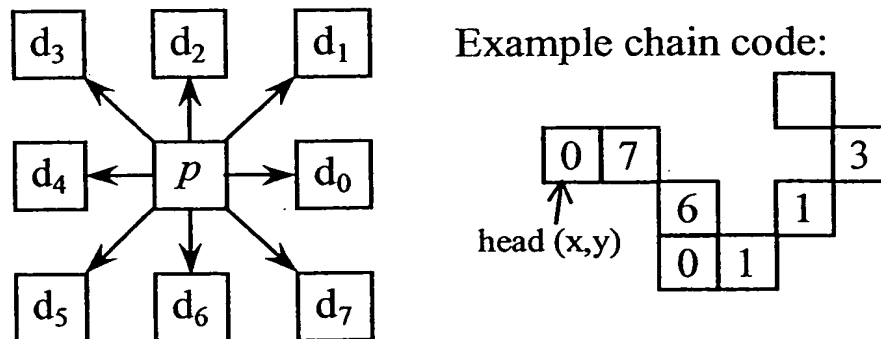 d3 d2 d1
d4 p d0
d5 d6 d7
Example chain code:
0 7 3
6 1
head (x,y)
0 1